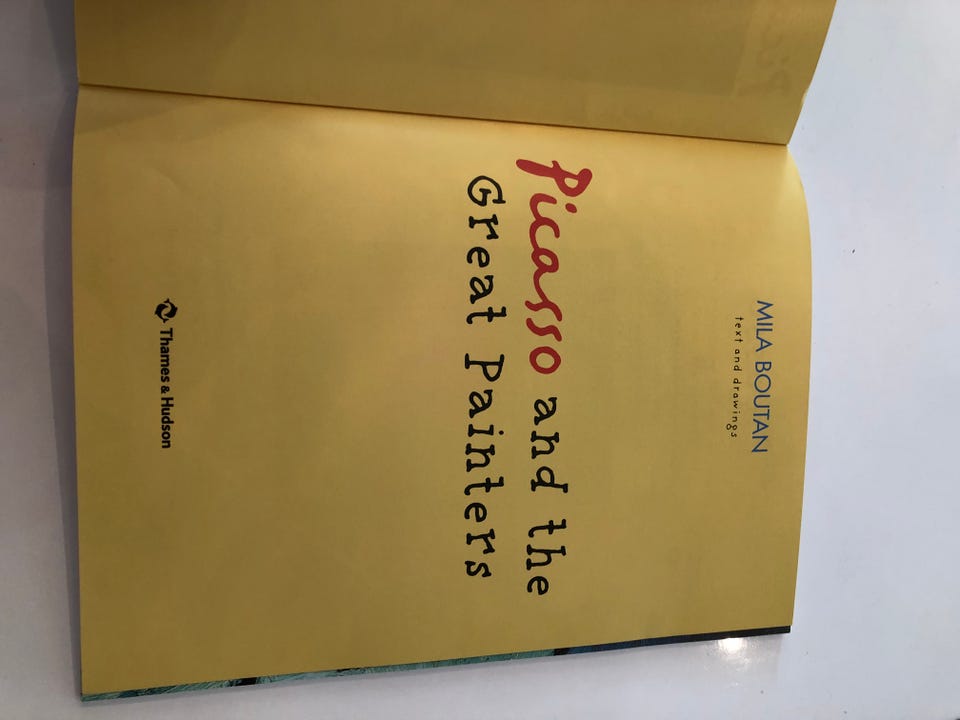 MILA BOUTAN
text and drawings
Picasso and the
Great Painters
Thames & Hudson